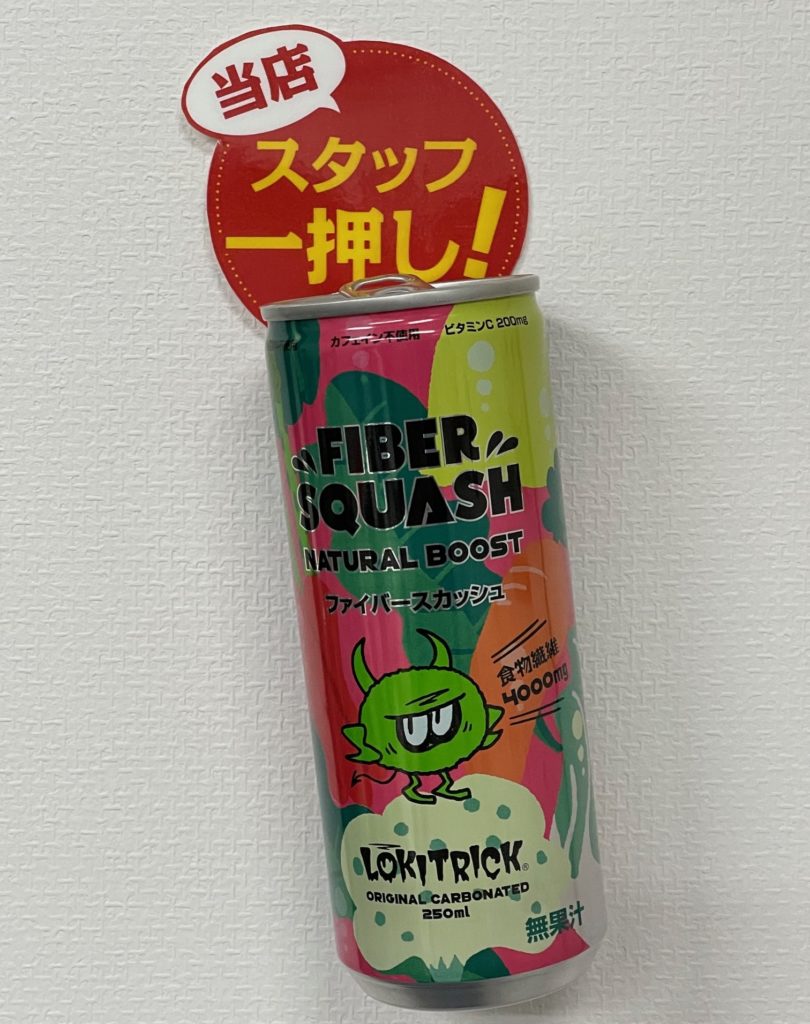 当店
スタッフ
一押し!
カフェイン不使用
ビタミンC 200mg
FIBER
SQUASH
NATURAL BOOST
ファイバースカッシュ
食物繊維
4000mg
LOKITRICK®
ORIGINAL CARBONATED
250ml
無果汁